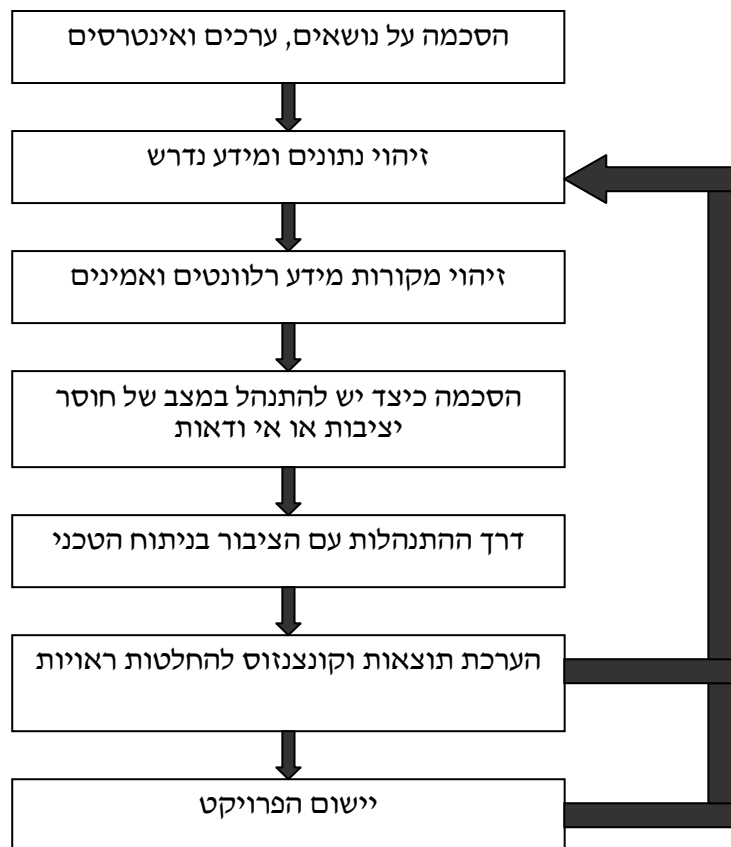 הסכמה על נושאים, ערכים ואינטרסים
זיהוי נתונים ומידע נדרש
זיהוי מקורות מידע רלוונטים ואמינים
הסכמה כיצד יש להתנהל במצב של חוסר
יציבות או אי ודאות
דרך ההתנהלות עם הציבור בניתוח הטכני
הערכת תוצאות וקונצנזוס להחלטות ראויות
יישום הפרויקט